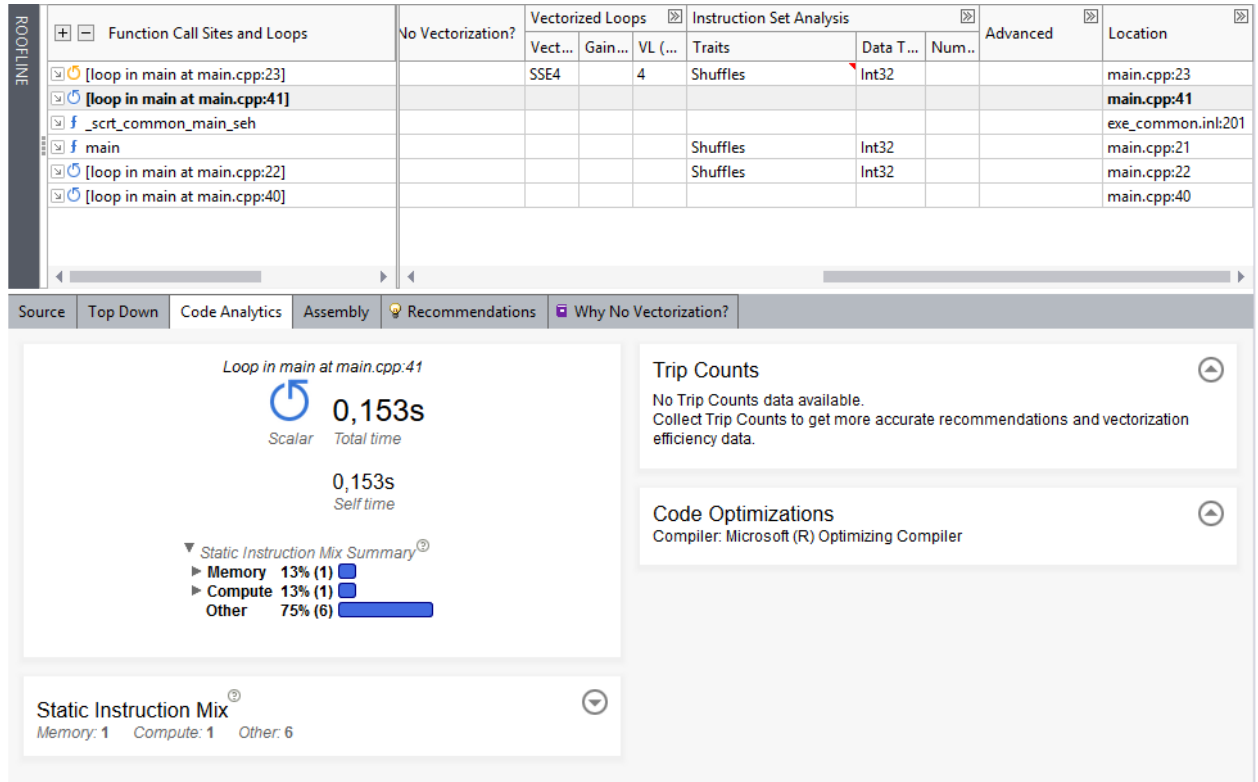 ROOFLINE
+ - Function Call Sites and Loops
No Vectorization?
Vectorized Loops
Instruction Set Analysis
Advanced
Location
Vect... Gain... VL (... Traits Data T... Num..
[loop in main at main.cpp:23] SSE4 4 Shuffles Int32 main.cpp:23
[loop in main at main.cpp:41] main.cpp:41
f _scrt_common_main_seh exe_common.inl:201
f main Shuffles Int32 main.cpp:21
[loop in main at main.cpp:22] Shuffles Int32 main.cpp:22
[loop in main at main.cpp:40] main.cpp:40
Source Top Down Code Analytics Assembly Recommendations Why No Vectorization?
Loop in main at main.cpp:41
0,153s
Scalar Total time
0,153s
Self time
Static Instruction Mix Summary?
Memory 13% (1)
Compute 13% (1)
Other 75% (6)
Static Instruction Mix?
Memory: 1 Compute: 1 Other: 6
Trip Counts
No Trip Counts data available.
Collect Trip Counts to get more accurate recommendations and vectorization
efficiency data.
Code Optimizations
Compiler: Microsoft (R) Optimizing Compiler